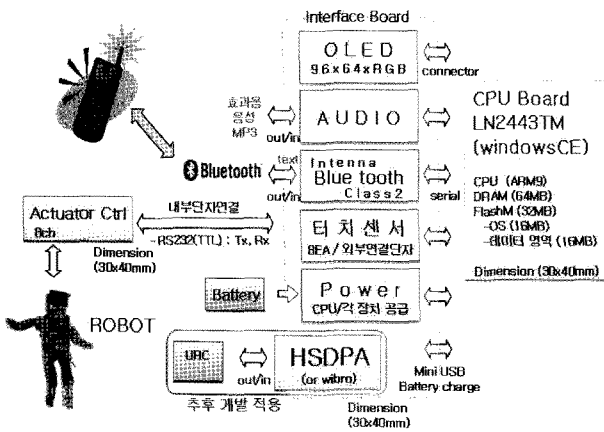 Interface Board
OLED
96x64xRGB
connector
효과음
음성
MP3
out/in
AUDIO
CPU Board
LN2443TM
(windowsCE)
CPU (ARM9)
DRAM (64MB)
FlashM (32MB)
-OS (16MB)
-데이터 영역 (16MB)
Dimension (30x40mm)
Bluetooth
text
out/in
Intenna
Blue tooth
Class2
serial
Actuator Ctrl
8ch
Dimension
(30x40mm)
내부단자연결
-RS232(TTL) : Tx, Rx
터치센서
BEA/외부연결단자
Battery
Power
CPU/각 장치 공급
ROBOT
URC
out/in
HSDPA
(or wibro)
Mini USB
Battery charge
추후 개발 적용
Dimension
(30x40mm)